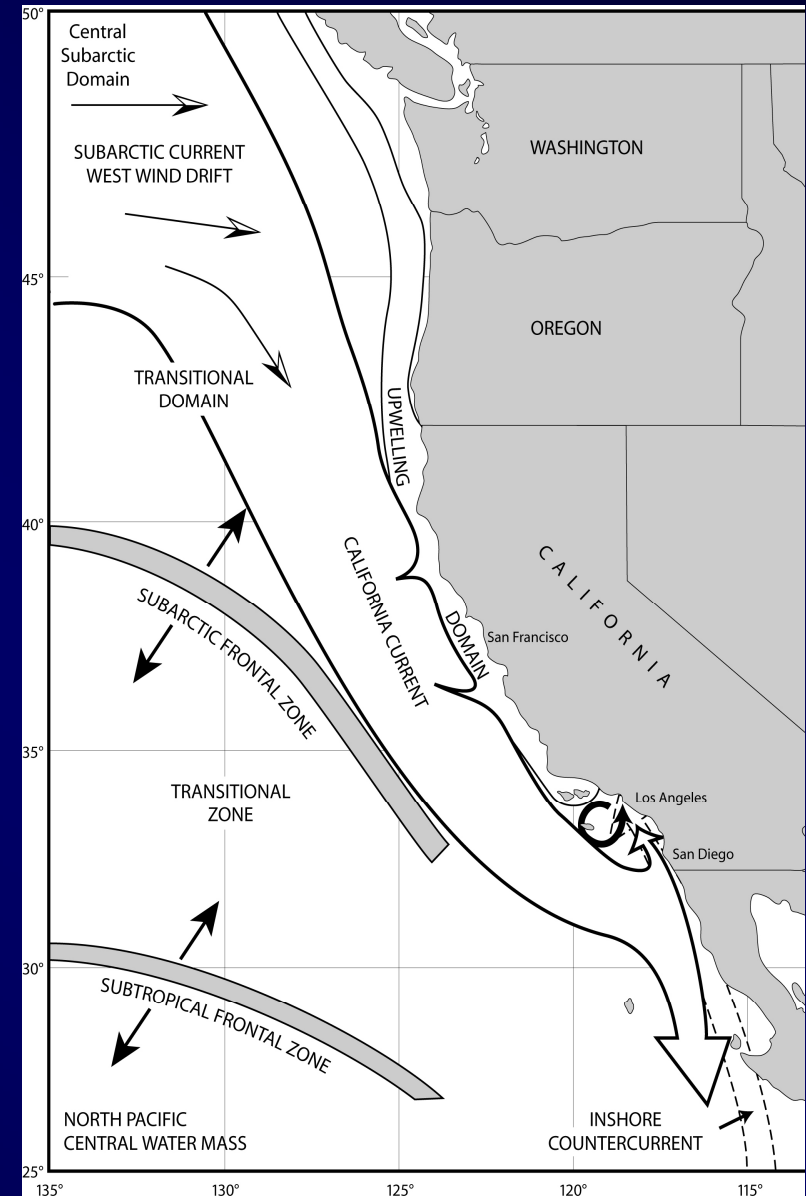 50°
Central
Subarctic
Domain
SUBARCTIC CURRENT
WEST WIND DRIFT
WASHINGTON
45°
OREGON
TRANSITIONAL
DOMAIN
UPWELLING
40°
CALIFORNIA CURRENT
CALIFORNIA
SUBARCTIC FRONTAL ZONE
DOMAIN
San Francisco
35°
TRANSITIONAL
ZONE
Los Angeles
San Diego
30°
SUBTROPICAL FRONTAL ZONE
NORTH PACIFIC
CENTRAL WATER MASS
INSHORE
COUNTERCURRENT
25°
135°
130°
125°
120°
115°